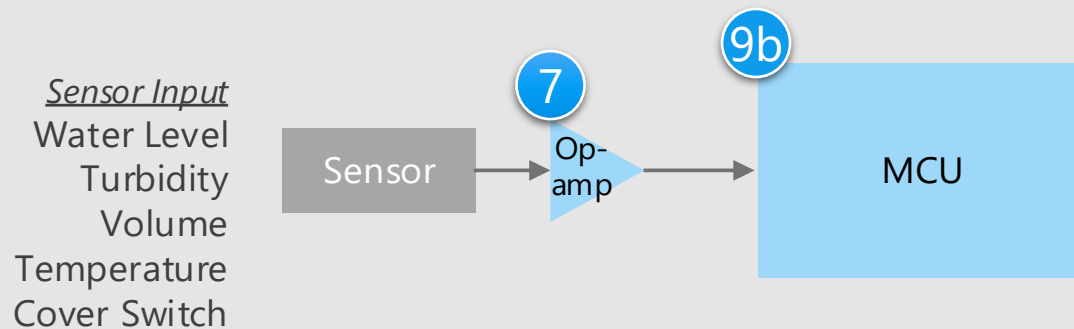 Sensor Input
Water Level
Turbidity
Volume
Temperature
Cover Switch
Sensor
7
Op-
amp
9b
MCU